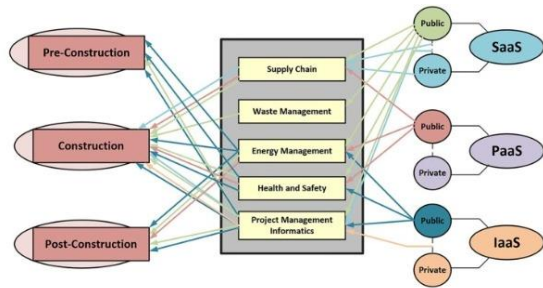 Pre-Construction
Construction
Post-Construction
Supply Chain
Waste Management
Energy Management
Health and Safety
Project Management
Informatics
Public
Private
SaaS
Public
Private
PaaS
Public
Private
IaaS